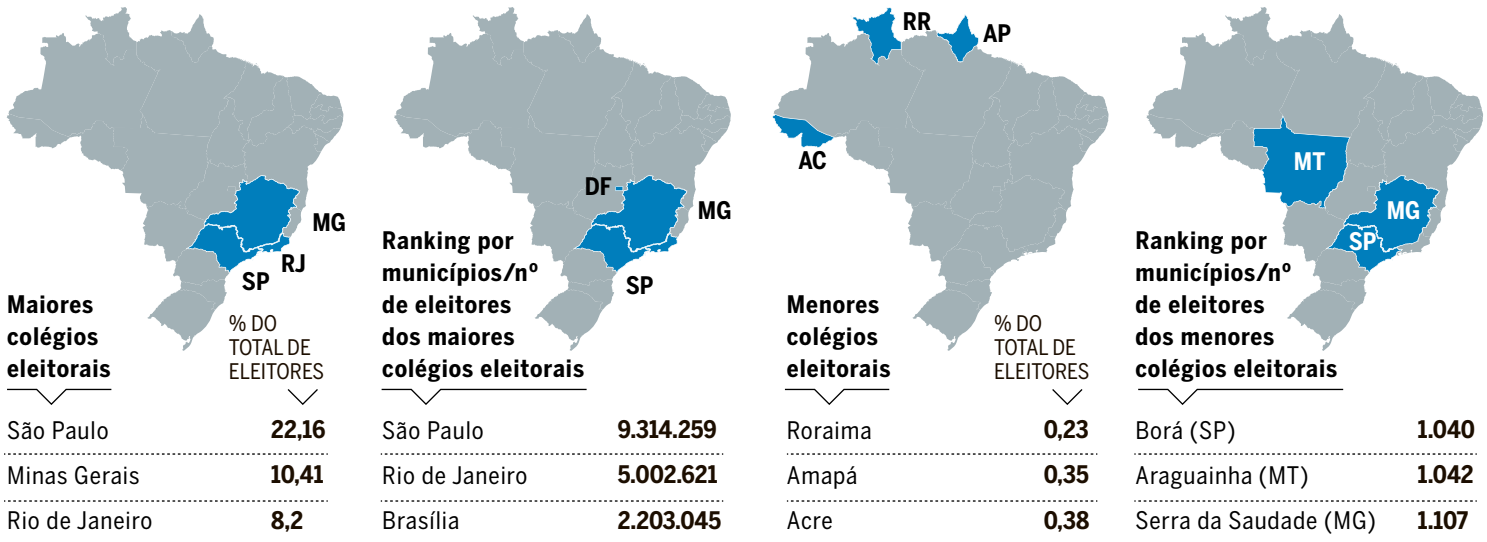 MG
RJ
SP
Maiores
colégios
eleitorais
% DO
TOTAL DE
ELEITORES
São Paulo 22,16
Minas Gerais 10,41
Rio de Janeiro 8,2
DF
MG
SP
Ranking por
municípios/nº
de eleitores
dos maiores
colégios eleitorais
São Paulo 9.314.259
Rio de Janeiro 5.002.621
Brasília 2.203.045
RR
AP
AC
Menores
colégios
eleitorais
% DO
TOTAL DE
ELEITORES
Roraima 0,23
Amapá 0,35
Acre 0,38
MT
MG
SP
Ranking por
municípios/nº
de eleitores
dos menores
colégios eleitorais
Borá (SP) 1.040
Araguainha (MT) 1.042
Serra da Saudade (MG) 1.107